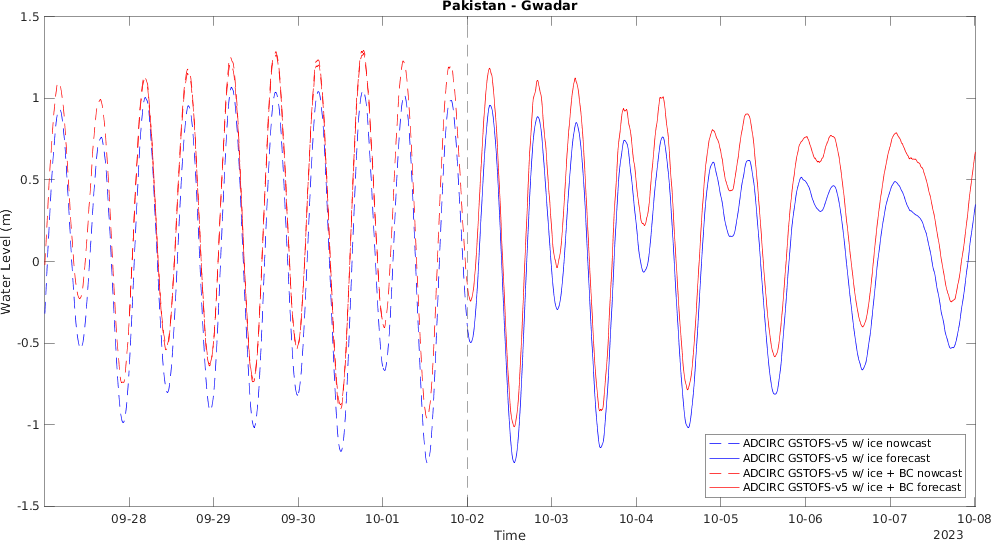 Pakistan - Gwadar
1.5
1
0.5
0
-0.5
-1
-1.5
Water Level (m)
ADCIRC GSTOFS-v5 w/ ice nowcast
ADCIRC GSTOFS-v5 w/ ice forecast
ADCIRC GSTOFS-v5 w/ ice + BC nowcast
ADCIRC GSTOFS-v5 w/ ice + BC forecast
09-28 09-29 09-30 10-01 10-02 10-03 10-04 10-05 10-06 10-07 10-08
Time
2023